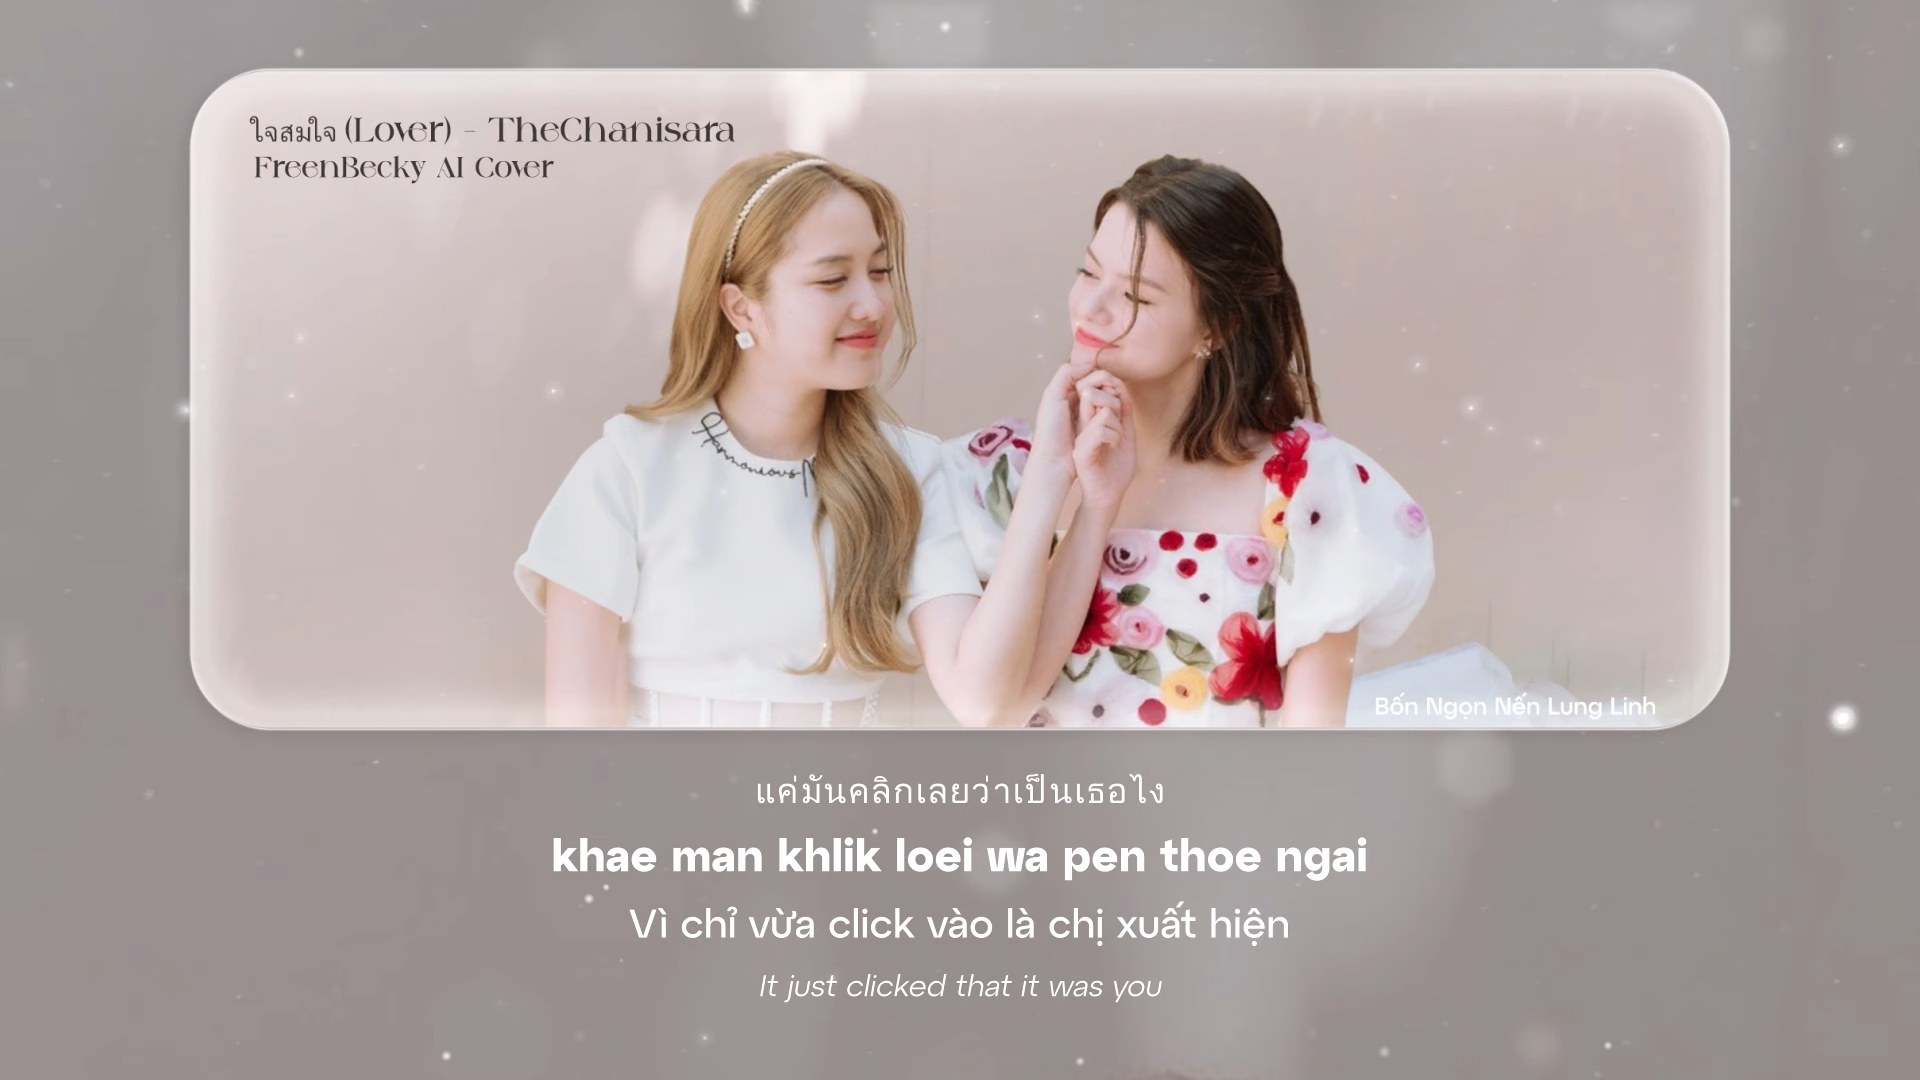 ใจสมใจ (Lover) - TheChanisara
FreenBecky AI Cover
Harmonious
Bốn Ngọn Nến Lung Linh
แค่มันคลิกเลยว่าเป็นเธอไง
khae man khlik loei wa pen thoe ngai
Vì chỉ vừa click vào là chị xuất hiện
It just clicked that it was you